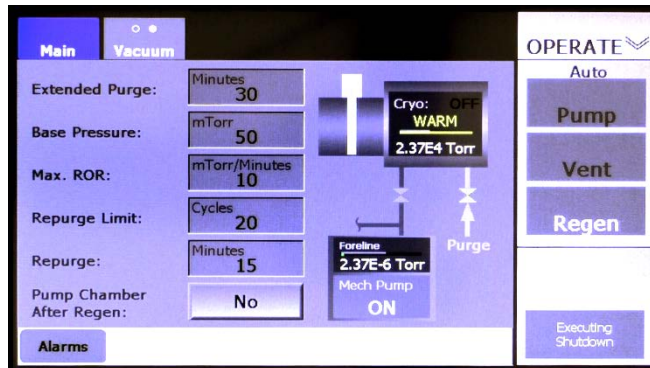 Main
Vacuum
Extended Purge:
Minutes
30
Base Pressure:
mTorr
50
Max. ROR:
mTorr/Minutes
10
Repurge Limit:
Cycles
20
Repurge:
Minutes
15
Pump Chamber
After Regen:
No
Alarms
Cryo: OFF
WARM
2.37E4 Torr
Purge
Foreline
2.37E-6 Torr
Mech Pump
ON
OPERATE
Auto
Pump
Vent
Regen
Executing
Shutdown